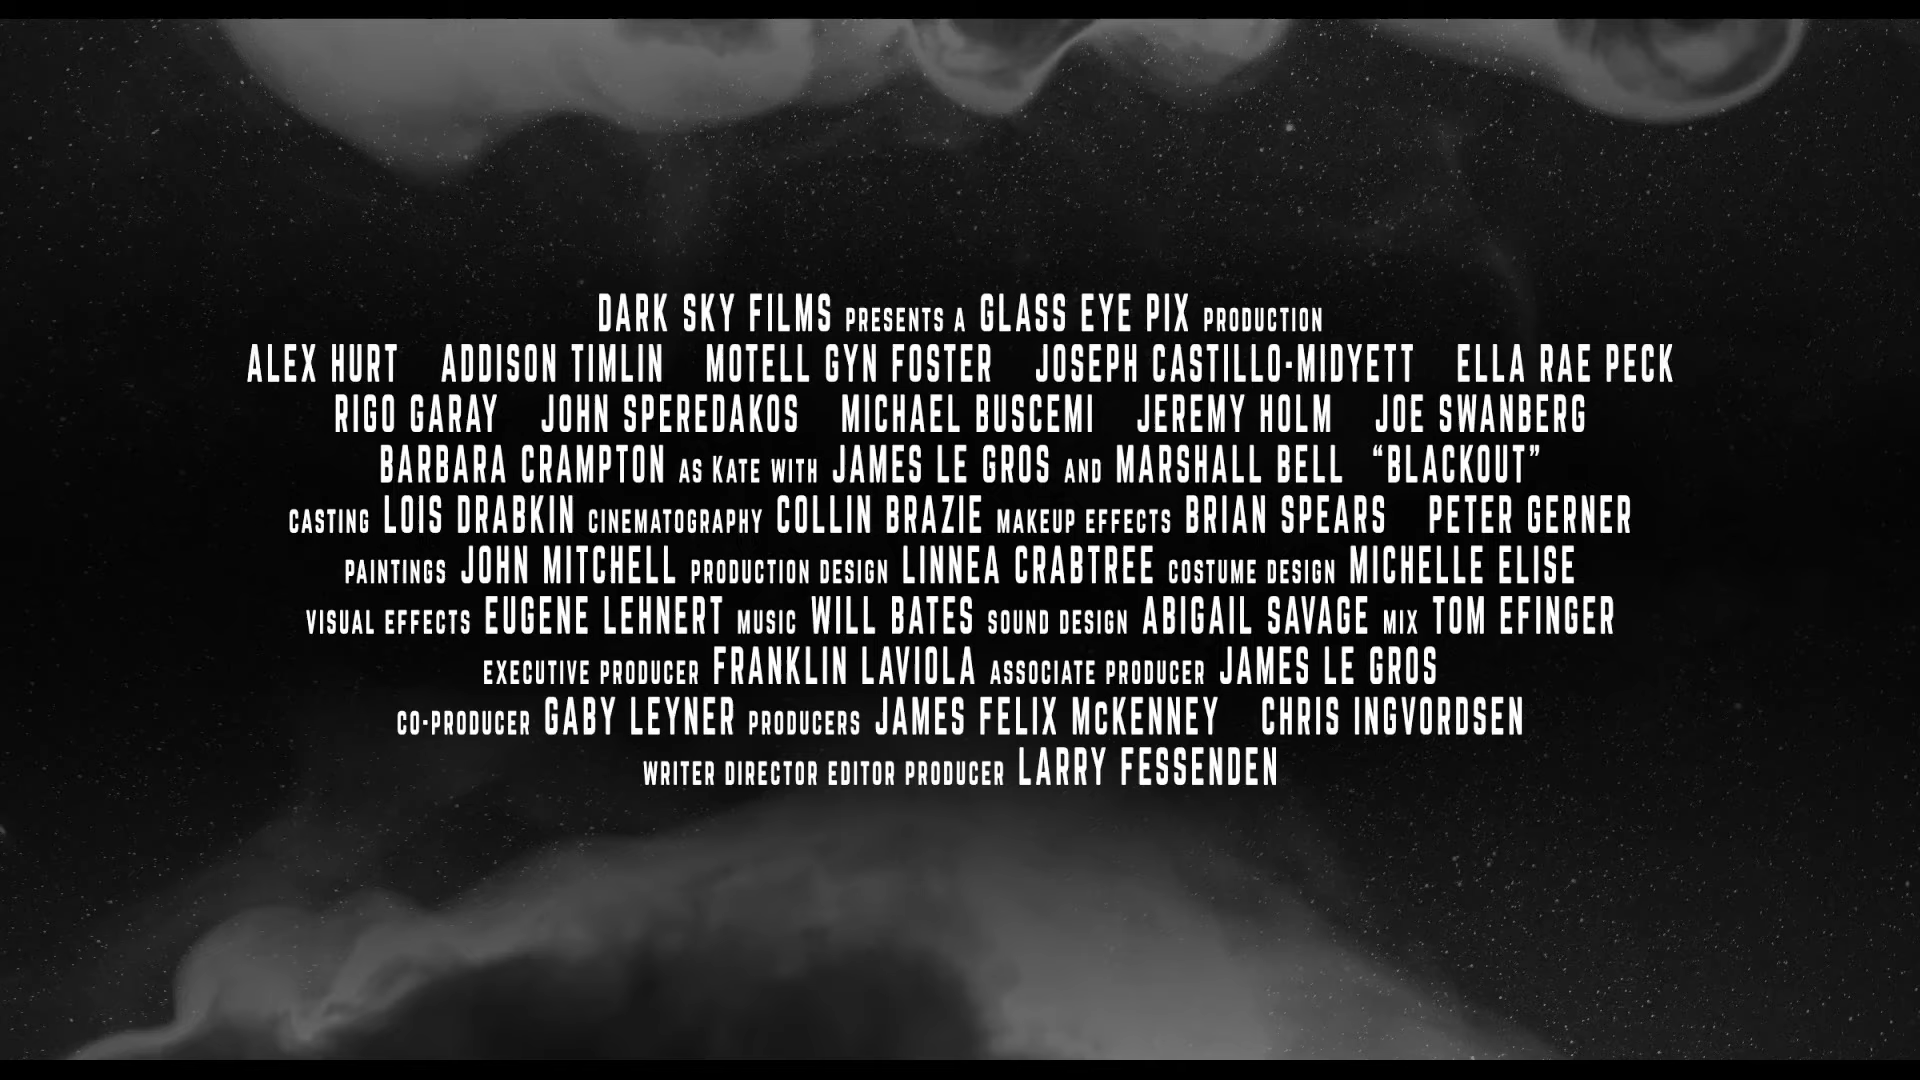 DARK SKY FILMS PRESENTS A GLASS EYE PIX PRODUCTION
ALEX HURT ADDISON TIMLIN MOTELL GYN FOSTER JOSEPH CASTILLO-MIDYETT ELLA RAE PECK
RIGO GARAY JOHN SPEREDAKOS MICHAEL BUSCEMI JEREMY HOLM JOE SWANBERG
BARBARA CRAMPTON AS KATE WITH JAMES LE GROS AND MARSHALL BELL “BLACKOUT”
CASTING LOIS DRABKIN CINEMATOGRAPHY COLLIN BRAZIE MAKEUP EFFECTS BRIAN SPEARS PETER GERNER
PAINTINGS JOHN MITCHELL PRODUCTION DESIGN LINNEA CRABTREE COSTUME DESIGN MICHELLE ELISE
VISUAL EFFECTS EUGENE LEHNERT MUSIC WILL BATES SOUND DESIGN ABIGAIL SAVAGE MIX TOM EFINGER
EXECUTIVE PRODUCER FRANKLIN LAVIOLA ASSOCIATE PRODUCER JAMES LE GROS
CO-PRODUCER GABY LEYNER PRODUCERS JAMES FELIX McKENNEY CHRIS INGVORDSEN
WRITER DIRECTOR EDITOR PRODUCER LARRY FESSENDEN